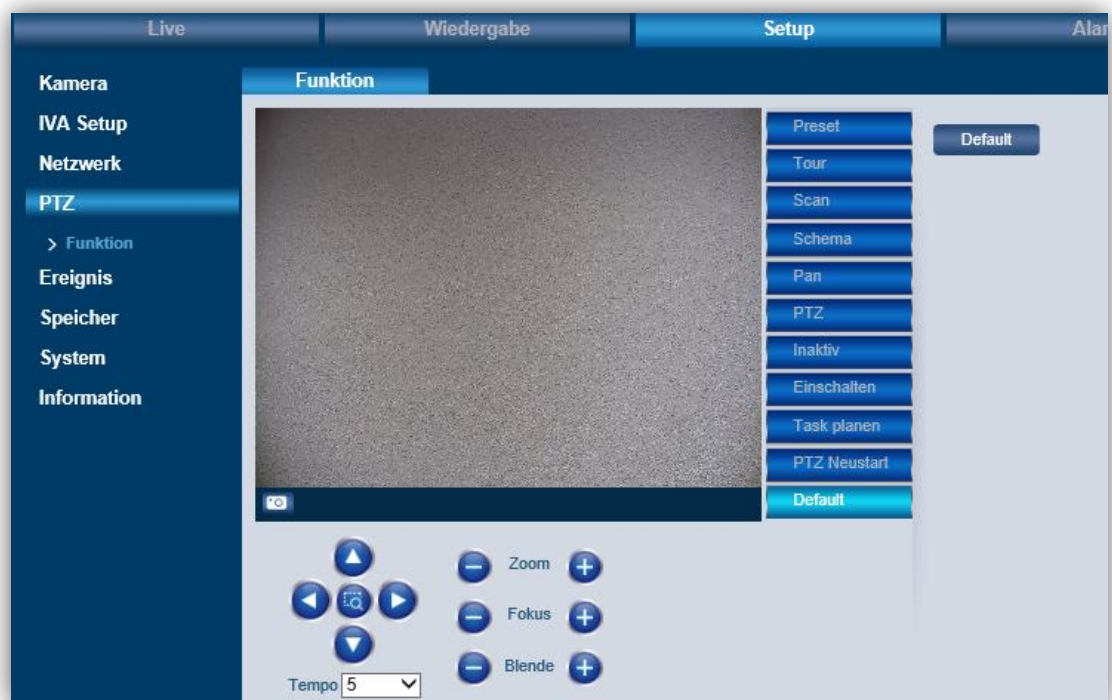 Live Wiedergabe Setup Alar
Kamera
IVA Setup
Netzwerk
PTZ
> Funktion
Ereignis
Speicher
System
Information
Funktion
Preset
Tour
Scan
Schema
Pan
PTZ
Inaktiv
Einschalten
Task planen
PTZ Neustart
Default
Default
Zoom
Fokus
Blende
Tempo 5